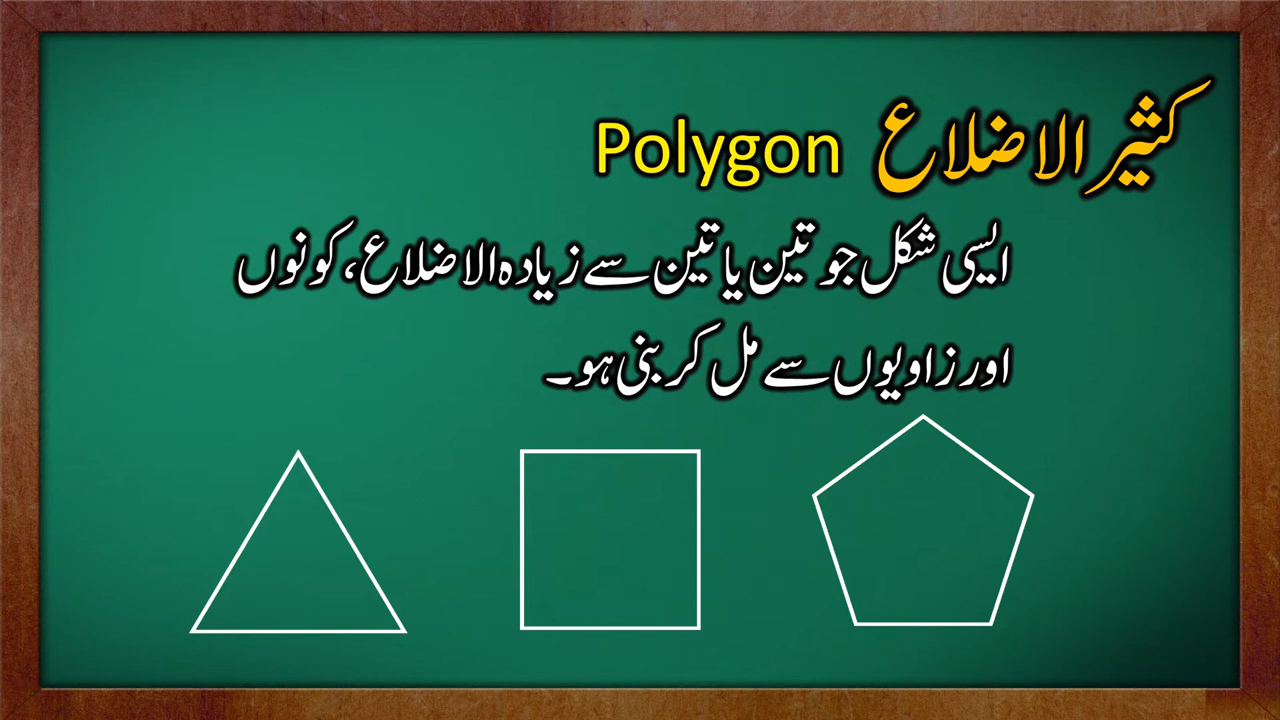 کثیر الاضلاع Polygon
ایسی شکل جو تین یا تین سے زیادہ الاضلاع، کونوں
اور زاویوں سے مل کر بنی ہو۔